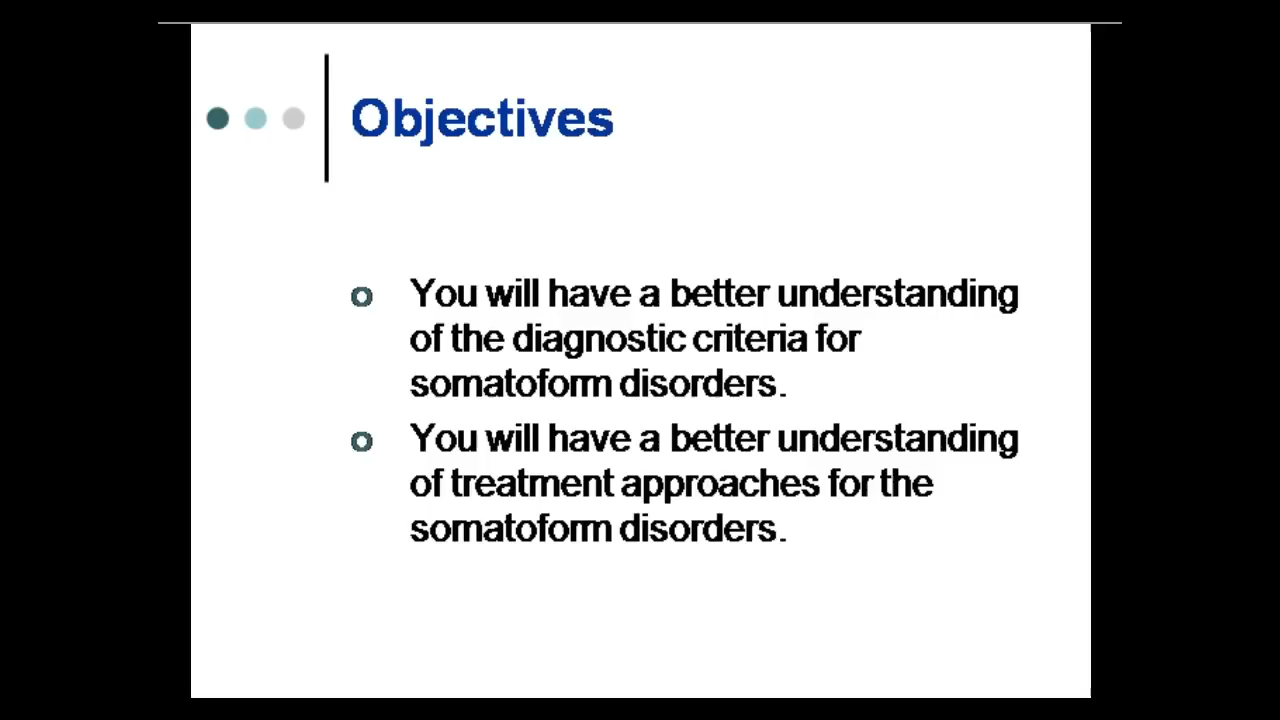 Objectives
o You will have a better understanding
of the diagnostic criteria for
somatoform disorders.
o You will have a better understanding
of treatment approaches for the
somatoform disorders.